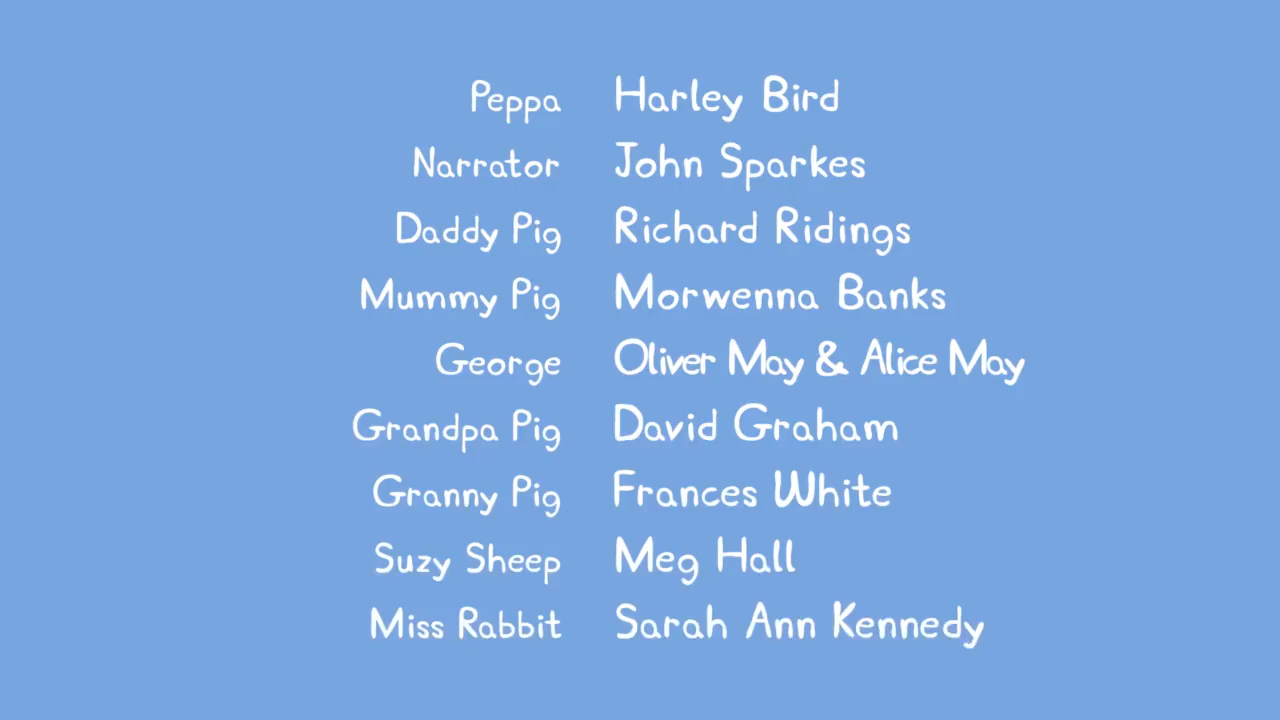 Peppa Harley Bird
Narrator John Sparkes
Daddy Pig Richard Ridings
Mummy Pig Morwenna Banks
George Oliver May & Alice May
Grandpa Pig David Graham
Granny Pig Frances White
Suzy Sheep Meg Hall
Miss Rabbit Sarah Ann Kennedy